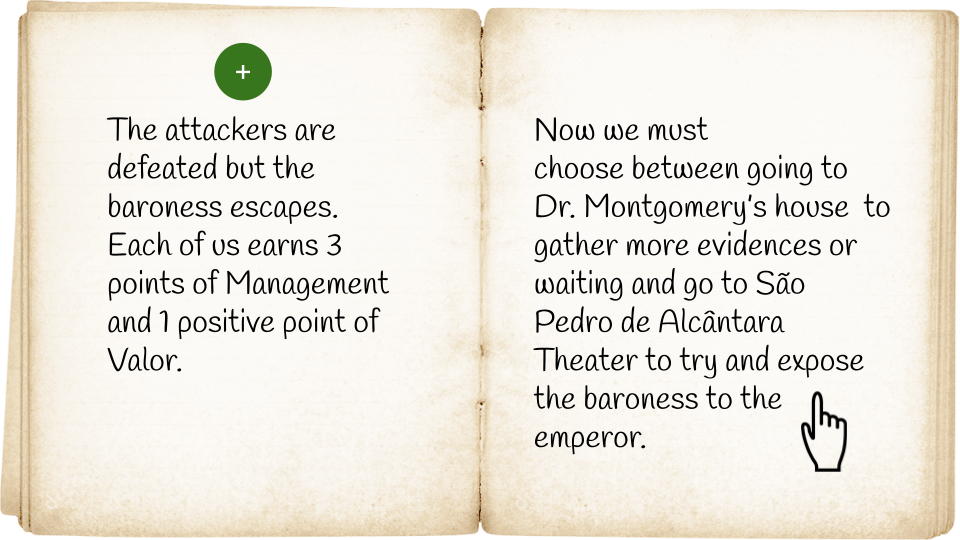 +
The attackers are
defeated but the
baroness escapes.
Each of us earns 3
points of Management
and 1 positive point of
Valor.
Now we must
choose between going to
Dr. Montgomery's house  to
gather more evidences or
waiting and go to São
Pedro de Alcântara
Theater to try and expose
the baroness to the
emperor.